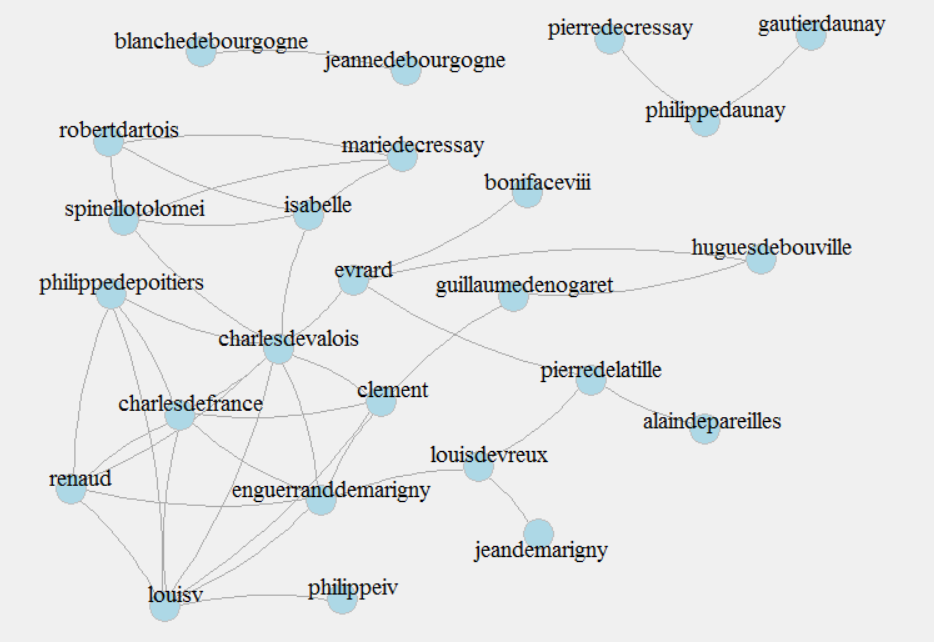 pierredecressay
gautierdaunay
blanchedebourgogne
jeannedebourgogne
philippedaunay
robertdartois
mariedecressay
bonifaceviii
spinellotolomei
isabelle
huguesdebouville
evrard
philippedepoitiers
guillaumedenogaret
charlesdevalois
pierredelatille
clement
charlesdefrance
alaindepareilles
louisdevreux
renaud
enguerranddemarigny
jeandemarigny
philippeiv
louisv